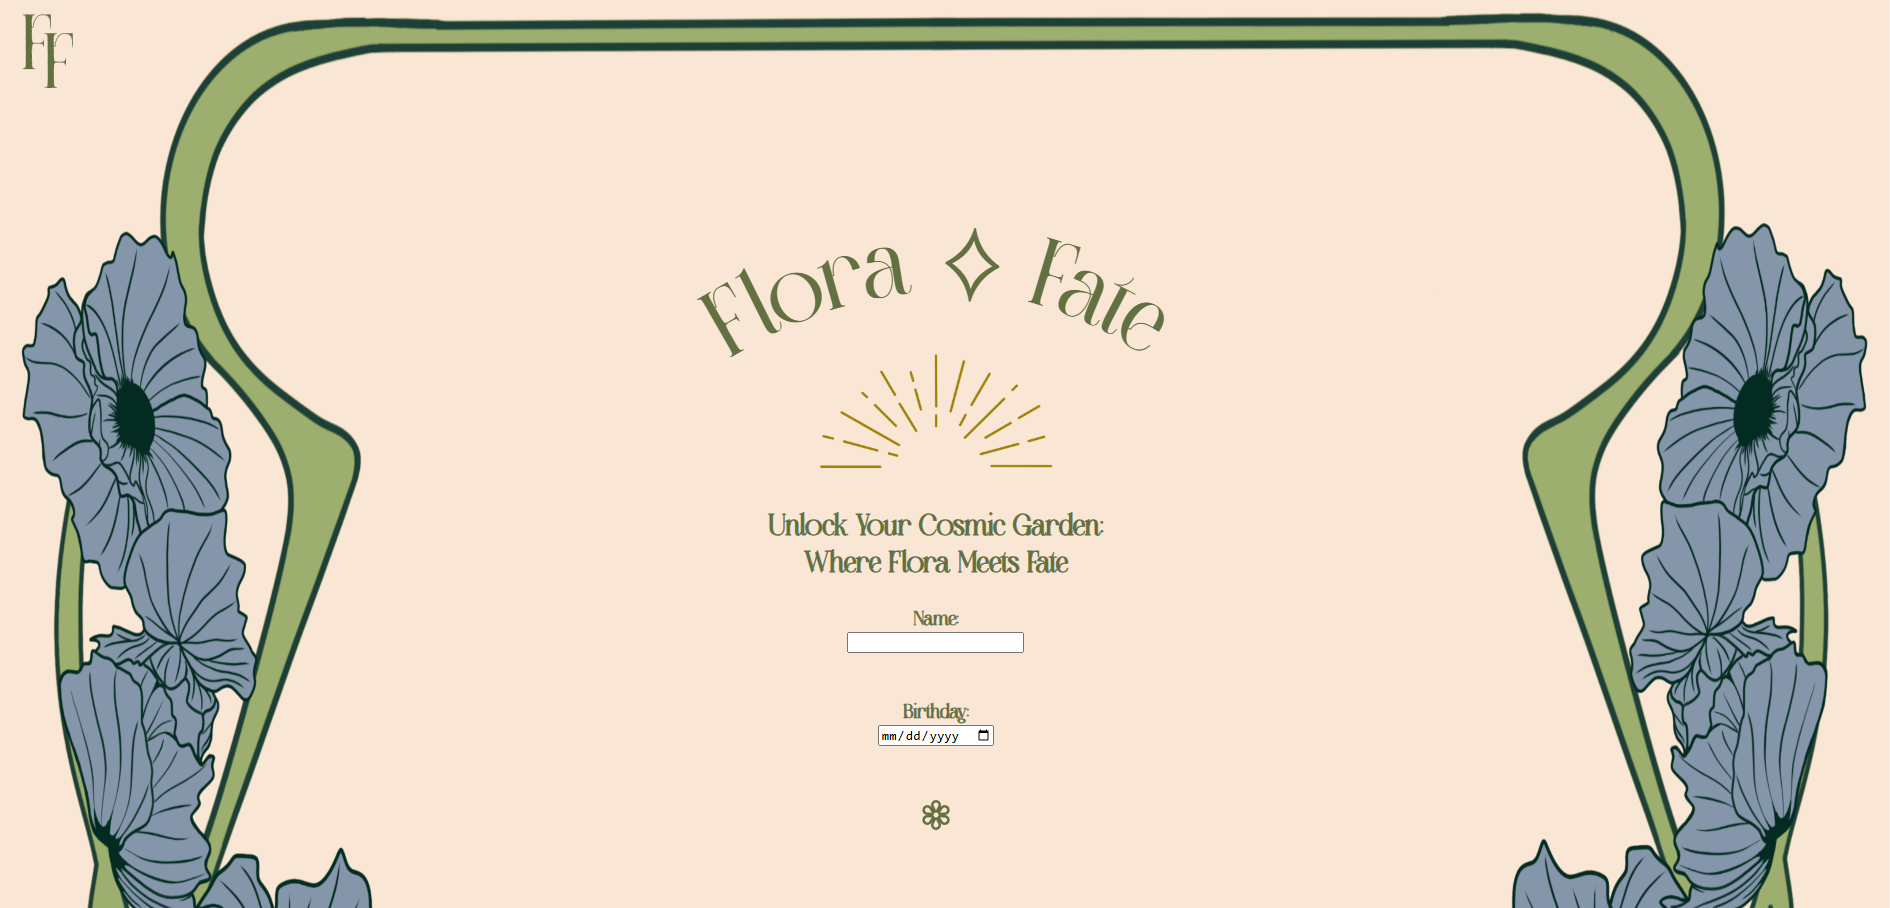 FF
Flora ✧ Fate
Unlock Your Cosmic Garden:
Where Flora Meets Fate
Name:
Birthday:
mm/dd/yyyy